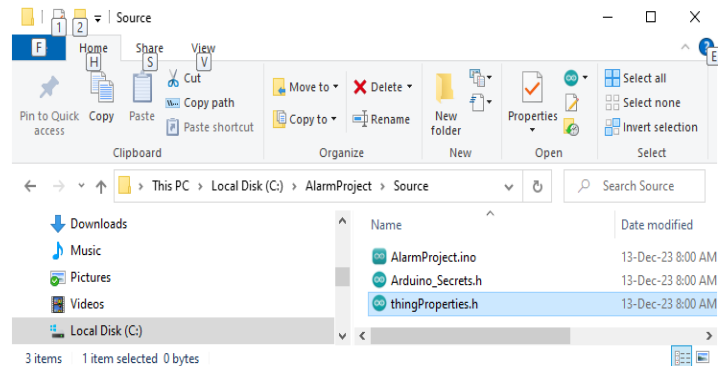 Source
1 2
F Home Share View
H S V E
Pin to Quick access
Copy
Paste
Cut
Copy path
Paste shortcut
Clipboard
Move to
Copy to
Delete
Rename
Organize
New folder
New
Properties
Open
Select all
Select none
Invert selection
Select
This PC > Local Disk (C:) > AlarmProject > Source
Search Source
Downloads
Music
Pictures
Videos
Local Disk (C:)
Name Date modified
AlarmProject.ino 13-Dec-23 8:00 AM
Arduino_Secrets.h 13-Dec-23 8:00 AM
thingProperties.h 13-Dec-23 8:00 AM
3 items 1 item selected 0 bytes